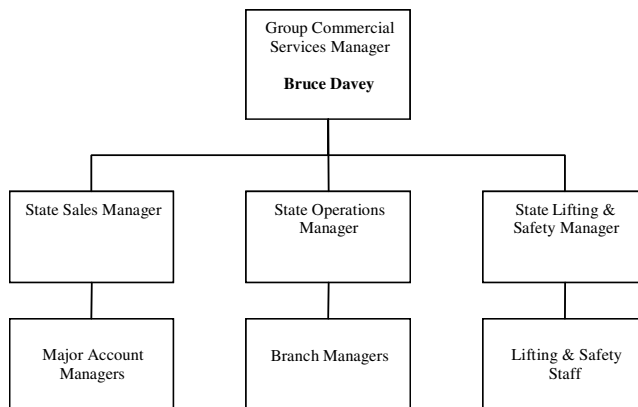 Group Commercial
Services Manager
Bruce Davey
State Sales Manager
State Operations
Manager
State Lifting &
Safety Manager
Major Account
Managers
Branch Managers
Lifting & Safety
Staff